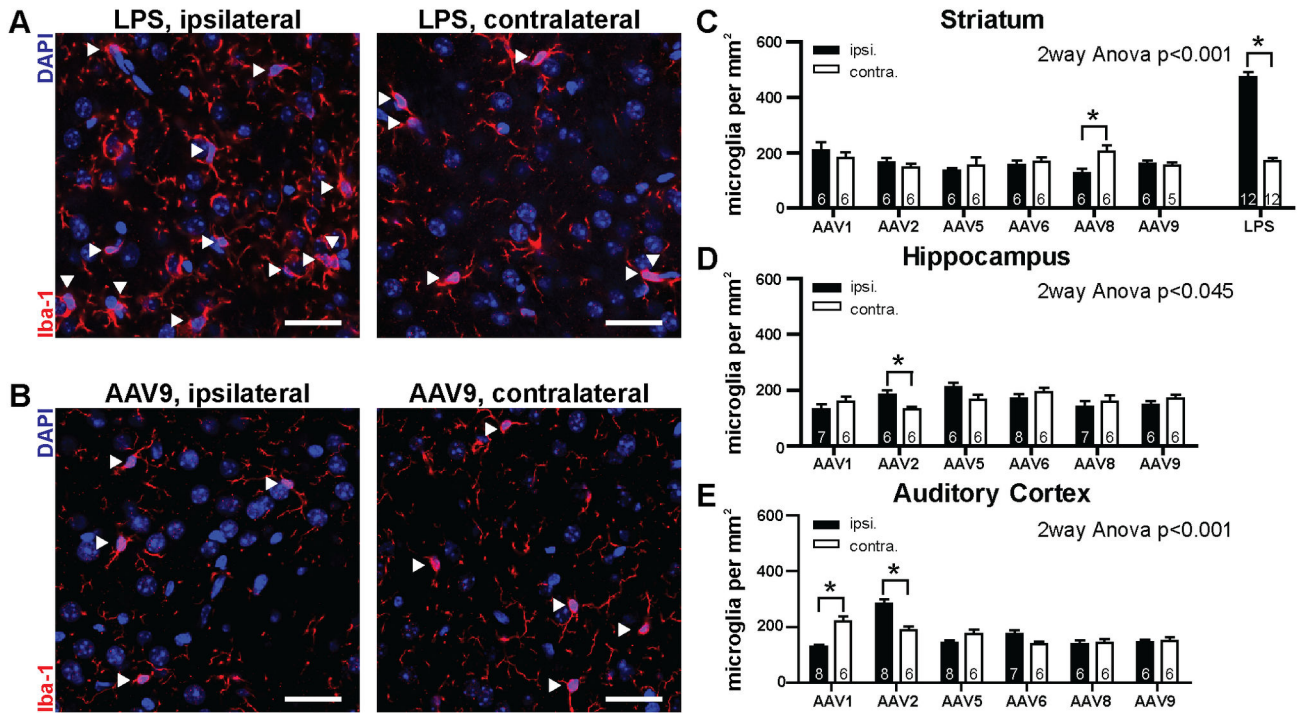 A
LPS, ipsilateral
LPS, contralateral
DAPI
Iba-1
B
AAV9, ipsilateral
AAV9, contralateral
DAPI
Iba-1
C
Striatum
microglia per mm²
600
400
200
0
ipsi.
contra.
2way Anova p<0.001
*
*
6 6 6 6 6 6 6 6 6 6 6 5 12 12
AAV1 AAV2 AAV5 AAV6 AAV8 AAV9 LPS
D
Hippocampus
microglia per mm²
600
400
200
0
ipsi.
contra.
2way Anova p<0.045
*
7 6 6 6 6 6 8 6 7 6 6 6
AAV1 AAV2 AAV5 AAV6 AAV8 AAV9
E
Auditory Cortex
microglia per mm²
600
400
200
0
ipsi.
contra.
2way Anova p<0.001
*
*
8 6 8 6 8 6 7 6 6 6 6 6
AAV1 AAV2 AAV5 AAV6 AAV8 AAV9